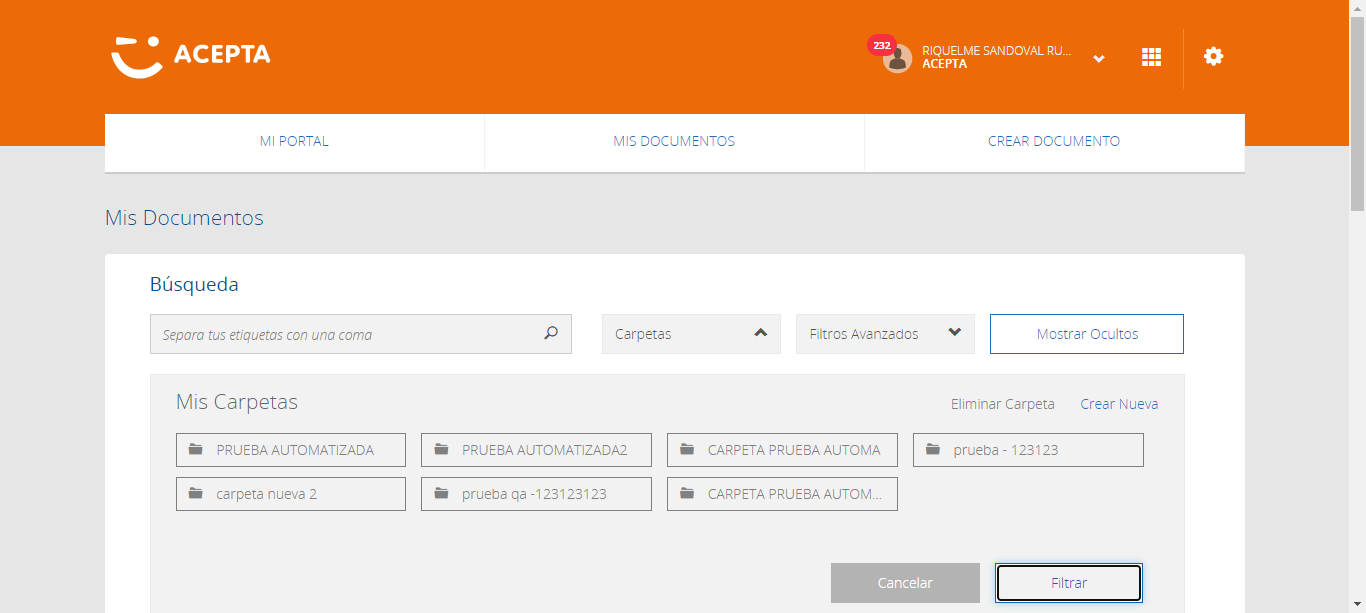 ACEPTA
232
RIQUELME SANDOVAL RU...
ACEPTA
MI PORTAL
MIS DOCUMENTOS
CREAR DOCUMENTO
Mis Documentos
Búsqueda
Separa tus etiquetas con una coma
Carpetas
Filtros Avanzados
Mostrar Ocultos
Mis Carpetas
Eliminar Carpeta
Crear Nueva
PRUEBA AUTOMATIZADA
PRUEBA AUTOMATIZADA2
CARPETA PRUEBA AUTOMA
prueba - 123123
carpeta nueva 2
prueba qa -123123123
CARPETA PRUEBA AUTOM...
Cancelar
Filtrar